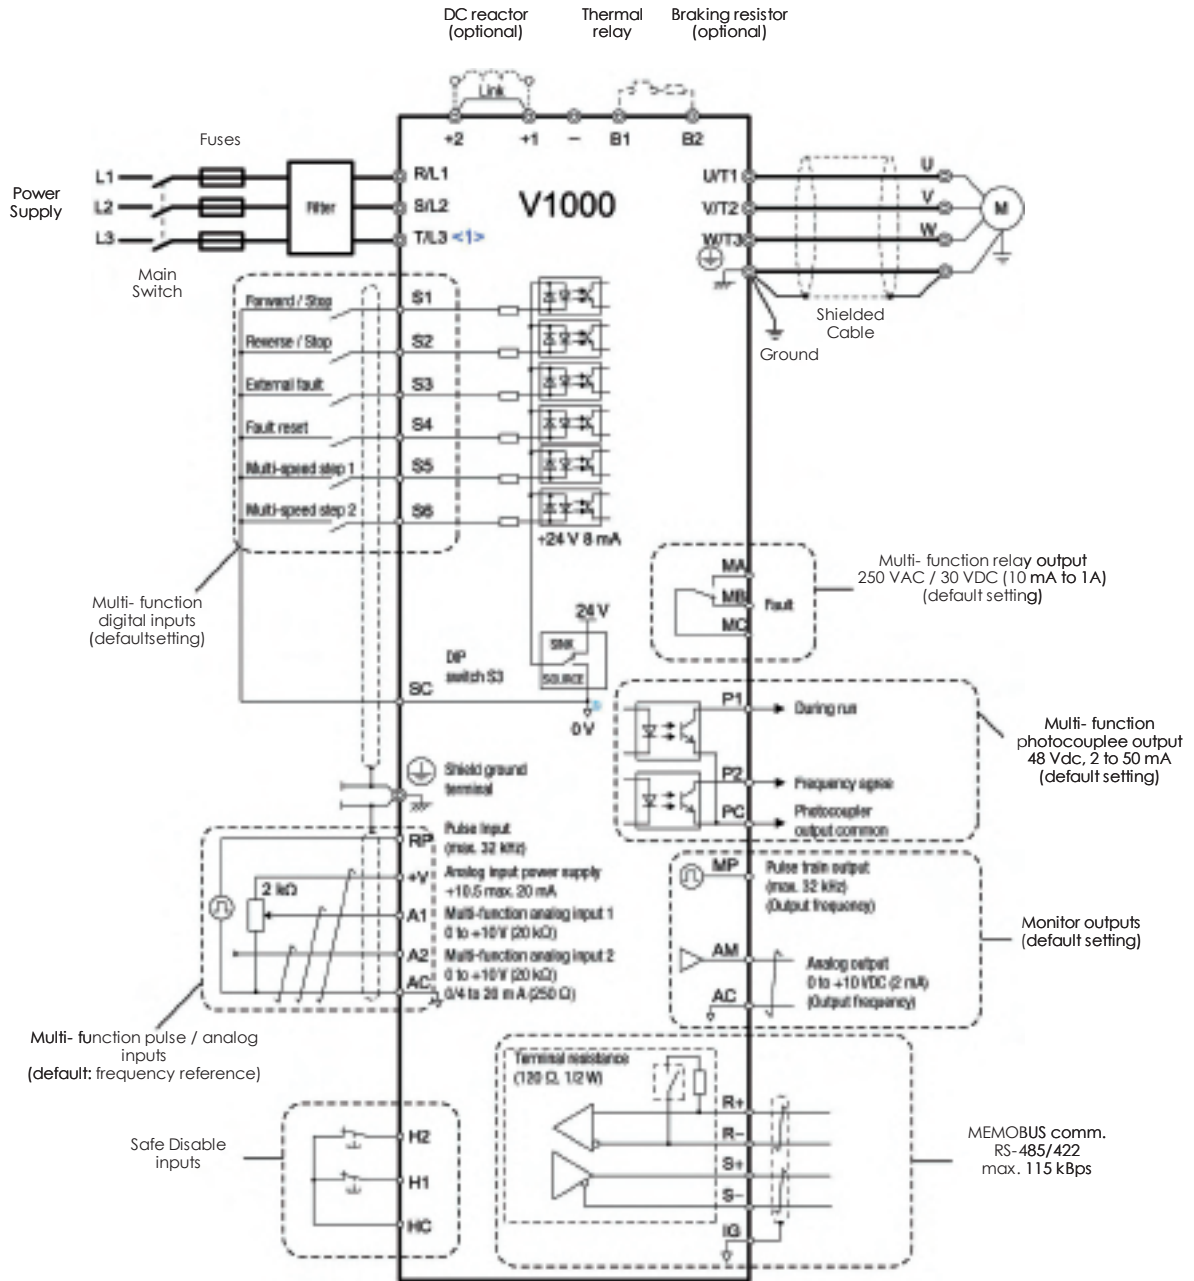 DC reactor
(optional)
Thermal
relay
Braking resistor
(optional)
Link
+2
+1
–
B1
B2
Fuses
Power
Supply
L1
L2
L3
Filter
R/L1
S/L2
T/L3 <1>
V1000
U/T1
V/T2
W/T3
U
V
W
M
Main
Switch
Shielded
Cable
Ground
Forward / Stop
S1
Reverse / Stop
S2
External fault
S3
Fault reset
S4
Multi-speed step 1
S5
Multi-speed step 2
S6
+24 V 8 mA
Multi- function
digital inputs
(defaultsetting)
MA
MB
MC
Fault
Multi- function relay output
250 VAC / 30 VDC (10 mA to 1A)
(default setting)
24 V
SINK
SOURCE
DIP
switch S3
SC
0 V
P1
During run
P2
Frequency agree
PC
Photocoupler
output common
Multi- function
photocouplee output
48 Vdc, 2 to 50 mA
(default setting)
Shield ground
terminal
RP
Pulse Input
(max. 32 kHz)
+V
Analog Input power supply
+10.5 max. 20 mA
2 kΩ
A1
Multi-function analog input 1
0 to +10 V (20 kΩ)
A2
Multi-function analog input 2
0 to +10 V (20 kΩ)
0/4 to 20 m A (250 Ω)
AC
Multi- function pulse / analog
inputs
(default: frequency reference)
MP
Pulse train output
(max. 32 kHz)
(Output frequency)
AM
Analog output
0 to +10 VDC (2 mA)
(Output frequency)
AC
Monitor outputs
(default setting)
Terminal resistance
(120 Ω, 1/2 W)
R+
R–
S+
S–
IG
MEMOBUS comm.
RS-485/422
max. 115 kBps
Safe Disable
inputs
H2
H1
HC